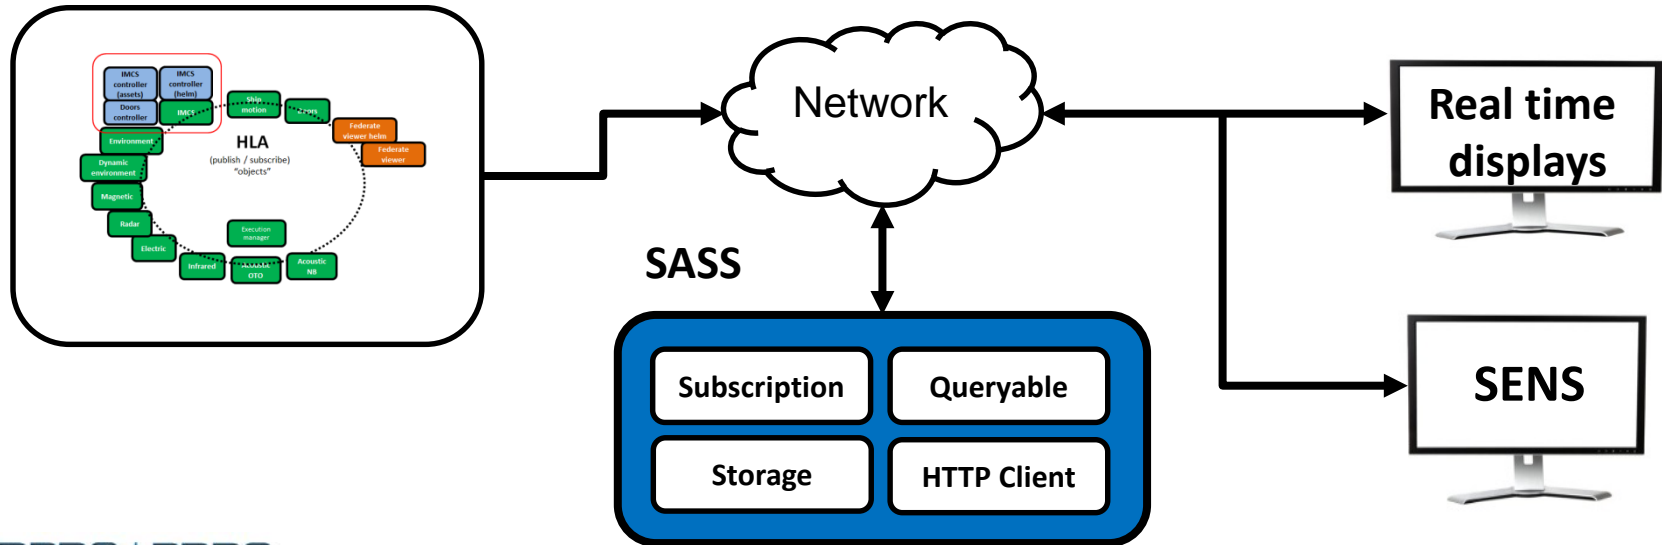 IMCS
controller
(assets)
IMCS
controller
(helm)
Doors
controller
IMCS
Ship
motion
Federate
viewer helm
Federate
viewer
HLA
(publish / subscribe)
"objects"
Environment
Dynamic
environment
Magnetic
Radar
Electric
Infrared
Acoustic
OTO
Acoustic
NB
Execution
manager
Network
SASS
Subscription
Queryable
Storage
HTTP Client
Real time
displays
SENS